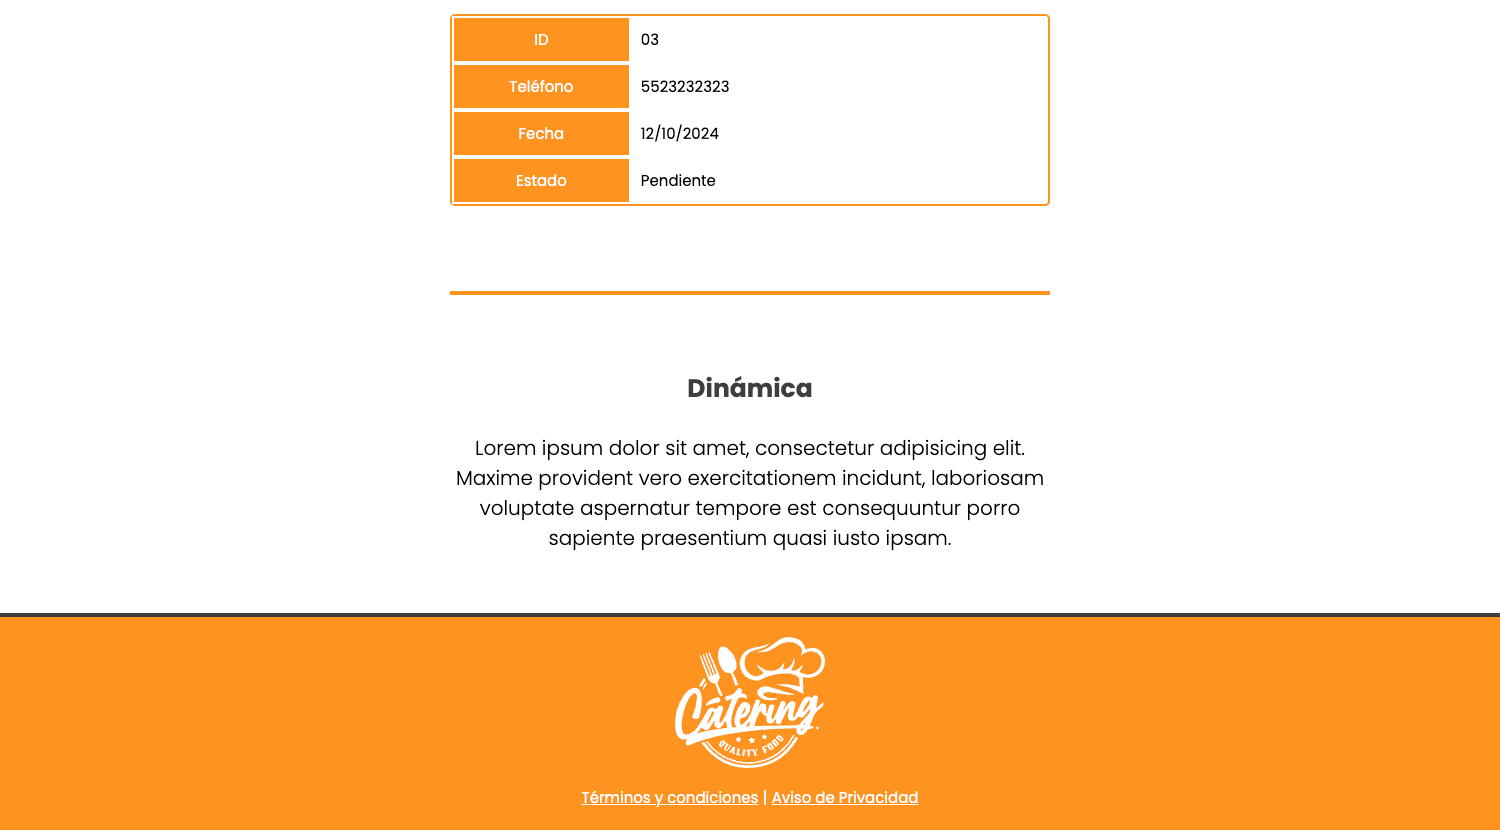 ID 03
Teléfono 5523232323
Fecha 12/10/2024
Estado Pendiente
Dinámica
Lorem ipsum dolor sit amet, consectetur adipisicing elit.
Maxime provident vero exercitationem incidunt, laboriosam
voluptate aspernatur tempore est consequuntur porro
sapiente praesentium quasi iusto ipsam.
Catering
QUALITY FOOD
Términos y condiciones | Aviso de Privacidad